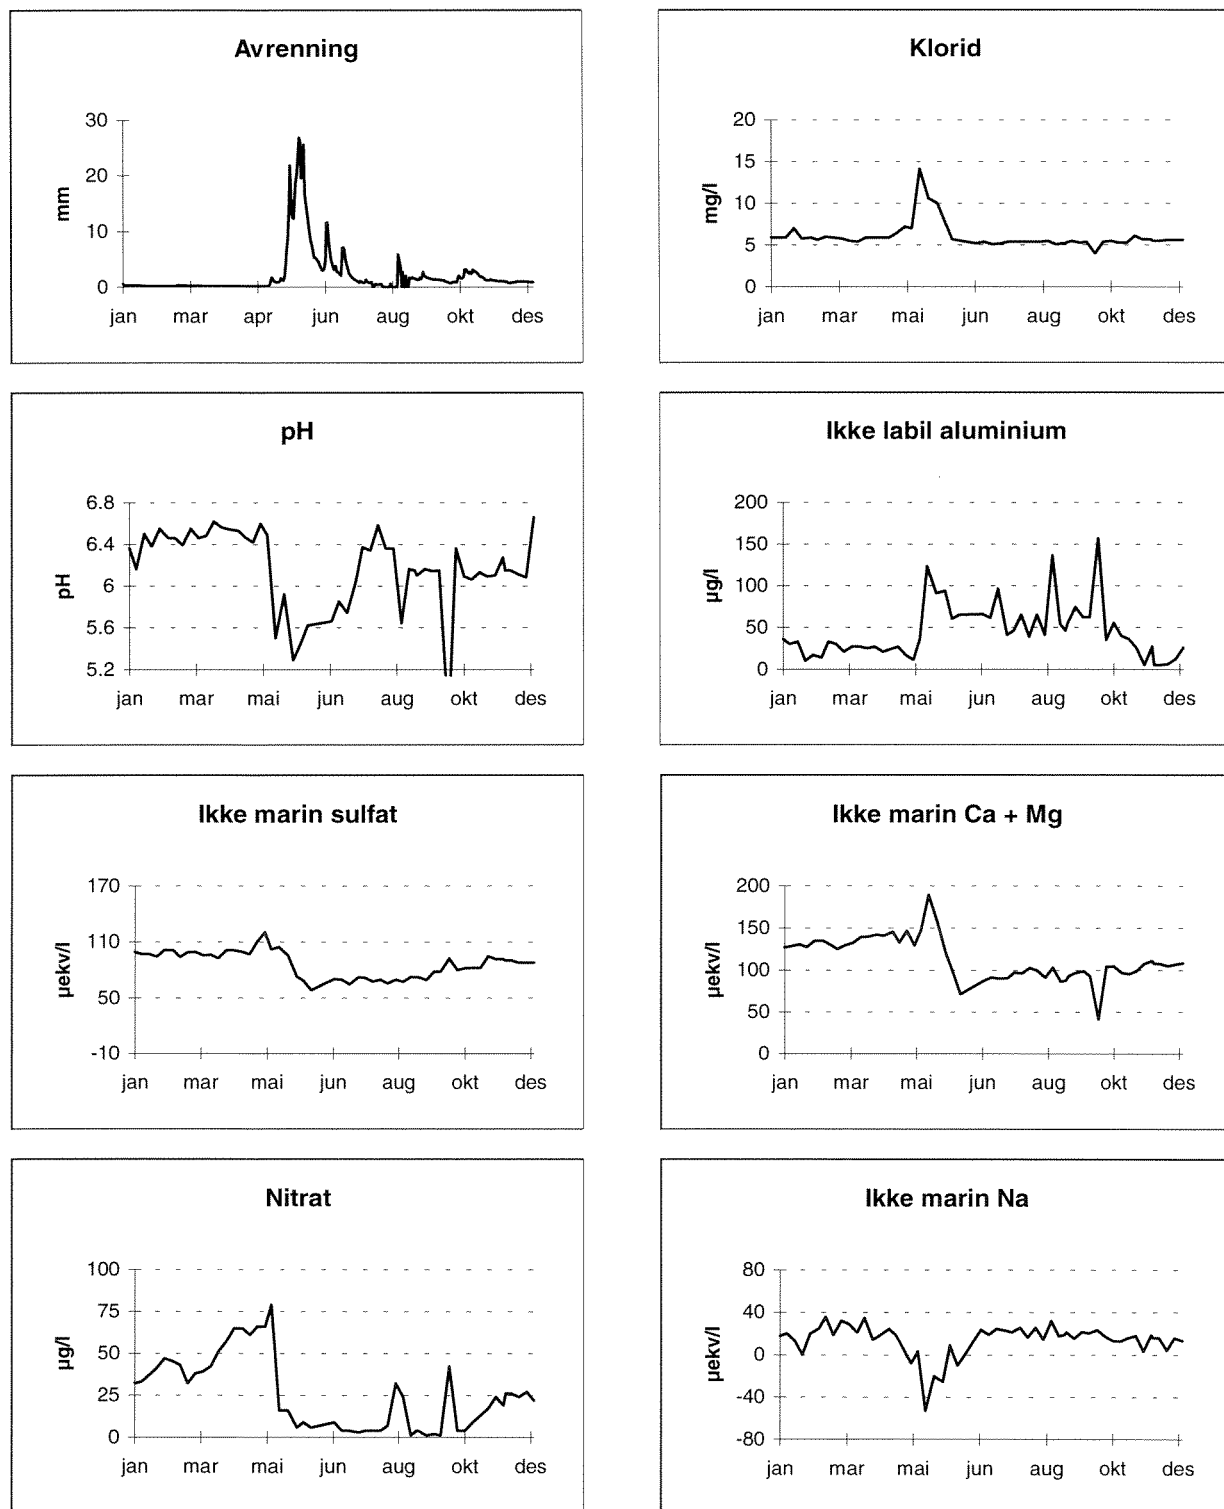 Avrenning
30
20
10
0
mm
jan mar apr jun aug okt des
Klorid
20
15
10
5
0
mg/l
jan mai jun aug okt des
pH
6.8
6.4
6
5.6
5.2
pH
jan mar mai jun aug okt des
Ikke labil aluminium
200
150
100
50
0
µg/l
jan mar mai jun aug okt des
Ikke marin sulfat
170
110
50
-10
µekv/l
jan mar mai jun aug okt des
Ikke marin Ca + Mg
200
150
100
50
0
µekv/l
jan mar mai jun aug okt des
Nitrat
100
75
50
25
0
µg/l
jan mar mai jun aug okt des
Ikke marin Na
80
40
0
-40
-80
µekv/l
jan mar mai jun aug okt des